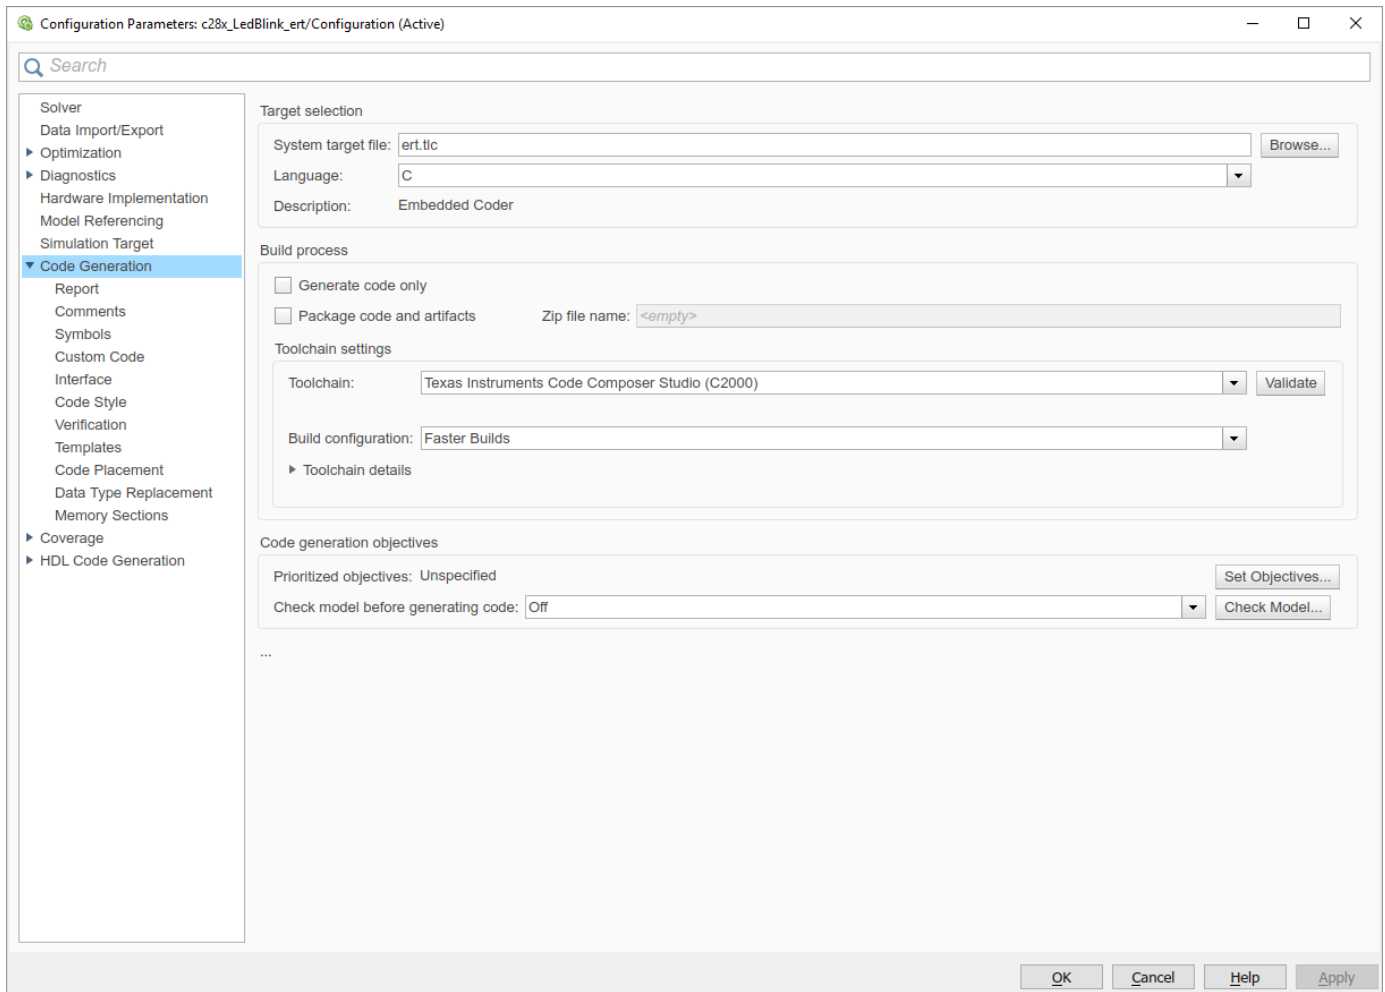 Configuration Parameters: c28x_LedBlink_ert/Configuration (Active)
Search
Solver
Data Import/Export
Optimization
Diagnostics
Hardware Implementation
Model Referencing
Simulation Target
Code Generation
Report
Comments
Symbols
Custom Code
Interface
Code Style
Verification
Templates
Code Placement
Data Type Replacement
Memory Sections
Coverage
HDL Code Generation
Target selection
System target file: ert.tlc Browse...
Language: C
Description: Embedded Coder
Build process
Generate code only
Package code and artifacts Zip file name: <empty>
Toolchain settings
Toolchain: Texas Instruments Code Composer Studio (C2000) Validate
Build configuration: Faster Builds
Toolchain details
Code generation objectives
Prioritized objectives: Unspecified Set Objectives...
Check model before generating code: Off Check Model...
...
OK Cancel Help Apply